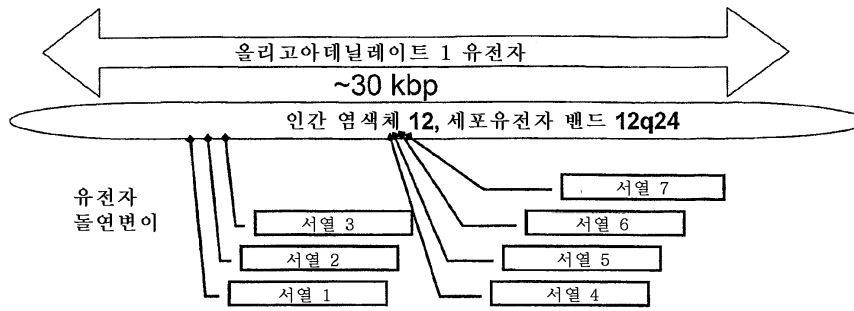 올리고아데닐레이트 1 유전자
~30 kbp
인간 염색체 12, 세포유전자 밴드 12q24
유전자
돌연변이
서열 7
서열 3
서열 6
서열 2
서열 5
서열 1
서열 4